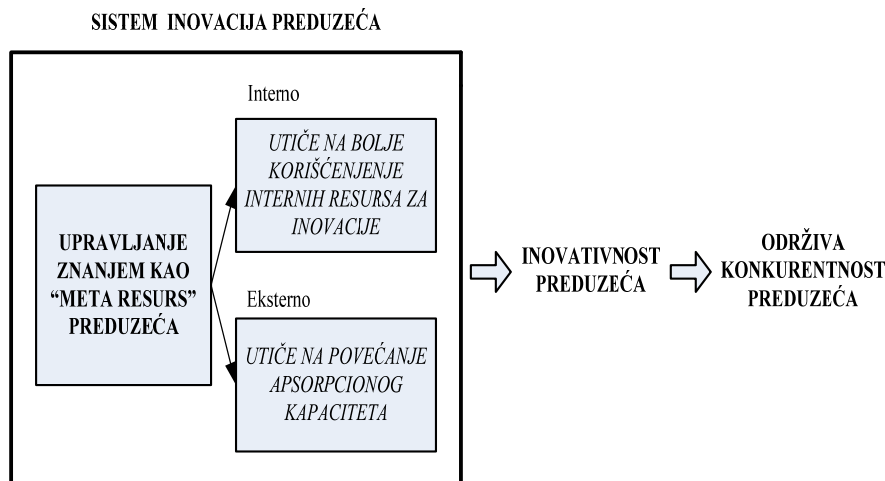 SISTEM INOVACIJA PREDUZEĆA
Interno
UTIČE NA BOLJE
KORIŠĆENJENJE
INTERNIH RESURSA ZA
INOVACIJE
UPRAVLJANJE
ZNANJEM KAO
“META RESURS”
PREDUZEĆA
Eksterno
UTIČE NA POVEĆANJE
APSORPCIONOG
KAPACITETA
INOVATIVNOST
PREDUZEĆA
ODRŽIVA
KONKURENTNOST
PREDUZEĆA